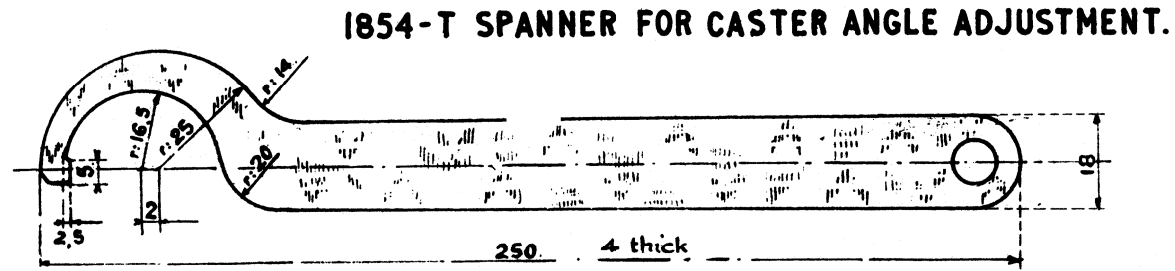 1854-T SPANNER FOR CASTER ANGLE ADJUSTMENT.
r:14
r:16,5
r:25
r:20
5
2
2,5
18
250. 4 thick